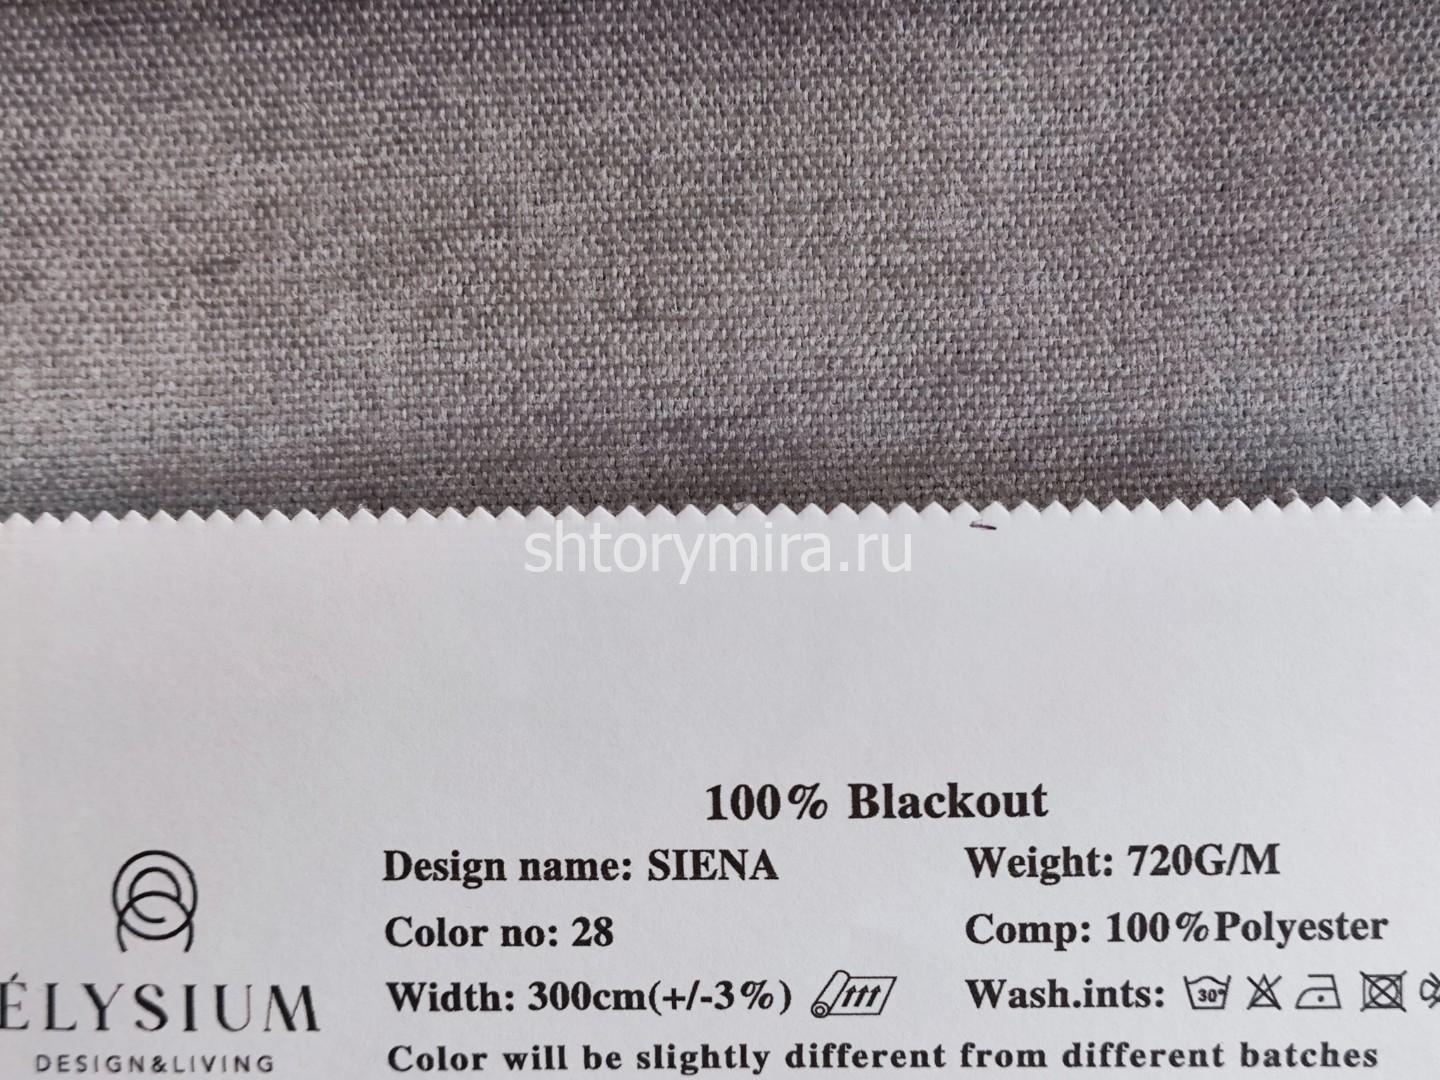 shtorymira.ru
100% Blackout
Design name: SIENA
Weight: 720G/M
Color no: 28
Comp: 100%Polyester
Width: 300cm(+/-3%)
Wash.ints: 30°
ÉLYSIUM
DESIGN&LIVING
Color will be slightly different from different batches